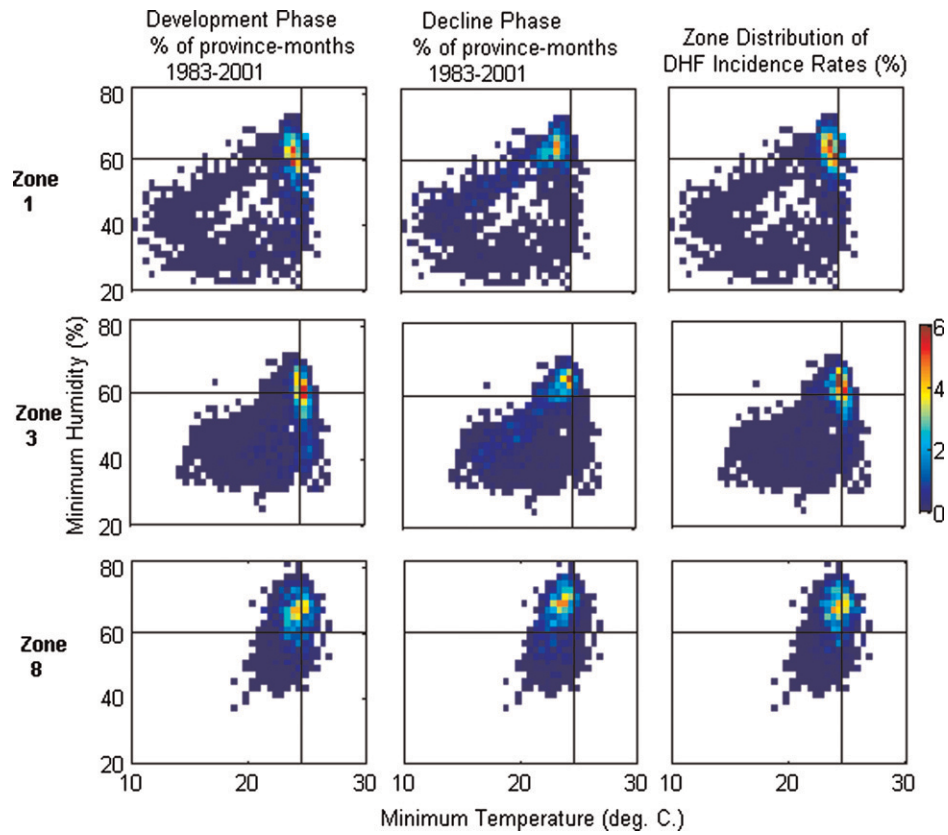 Development Phase
% of province-months
1983-2001
Decline Phase
% of province-months
1983-2001
Zone Distribution of
DHF Incidence Rates (%)
Zone
1
80
60
40
20
Zone
3
80
60
40
20
Minimum Humidity (%)
6
4
2
0
Zone
8
80
60
40
20
10
20
30
10
20
30
10
20
30
Minimum Temperature (deg. C.)